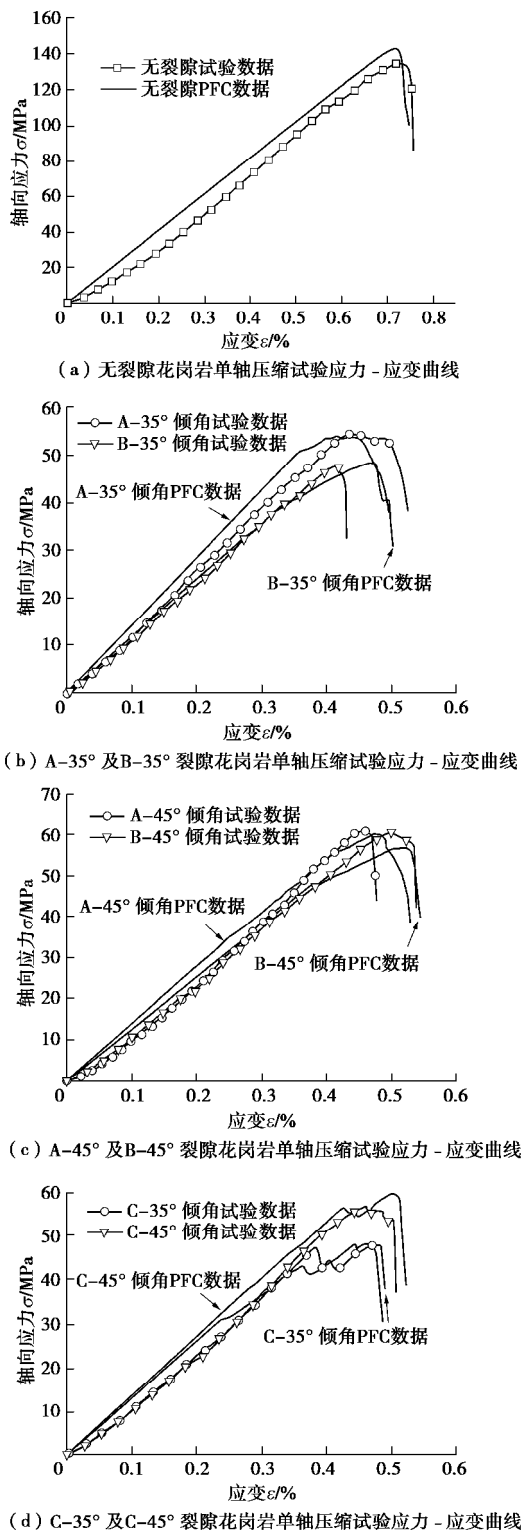 160
140
120
100
80
60
40
20
0
轴向应力σ/MPa
无裂隙试验数据
无裂隙PFC数据
0 0.1 0.2 0.3 0.4 0.5 0.6 0.7 0.8
应变ε/%
(a)无裂隙花岗岩单轴压缩试验应力-应变曲线
60
50
40
30
20
10
轴向应力σ/MPa
A-35° 倾角试验数据
B-35° 倾角试验数据
A-35° 倾角PFC数据
B-35° 倾角PFC数据
0 0.1 0.2 0.3 0.4 0.5 0.6
应变ε/%
(b)A-35° 及B-35° 裂隙花岗岩单轴压缩试验应力-应变曲线
70
60
50
40
30
20
10
0
轴向应力σ/MPa
A-45° 倾角试验数据
B-45° 倾角试验数据
A-45° 倾角PFC数据
B-45° 倾角PFC数据
0 0.1 0.2 0.3 0.4 0.5 0.6
应变ε/%
(c)A-45° 及B-45° 裂隙花岗岩单轴压缩试验应力-应变曲线
60
50
40
30
20
10
0
轴向应力σ/MPa
C-35° 倾角试验数据
C-45° 倾角试验数据
C-45° 倾角PFC数据
C-35° 倾角PFC数据
0 0.1 0.2 0.3 0.4 0.5 0.6
应变ε/%
(d)C-35° 及C-45° 裂隙花岗岩单轴压缩试验应力-应变曲线